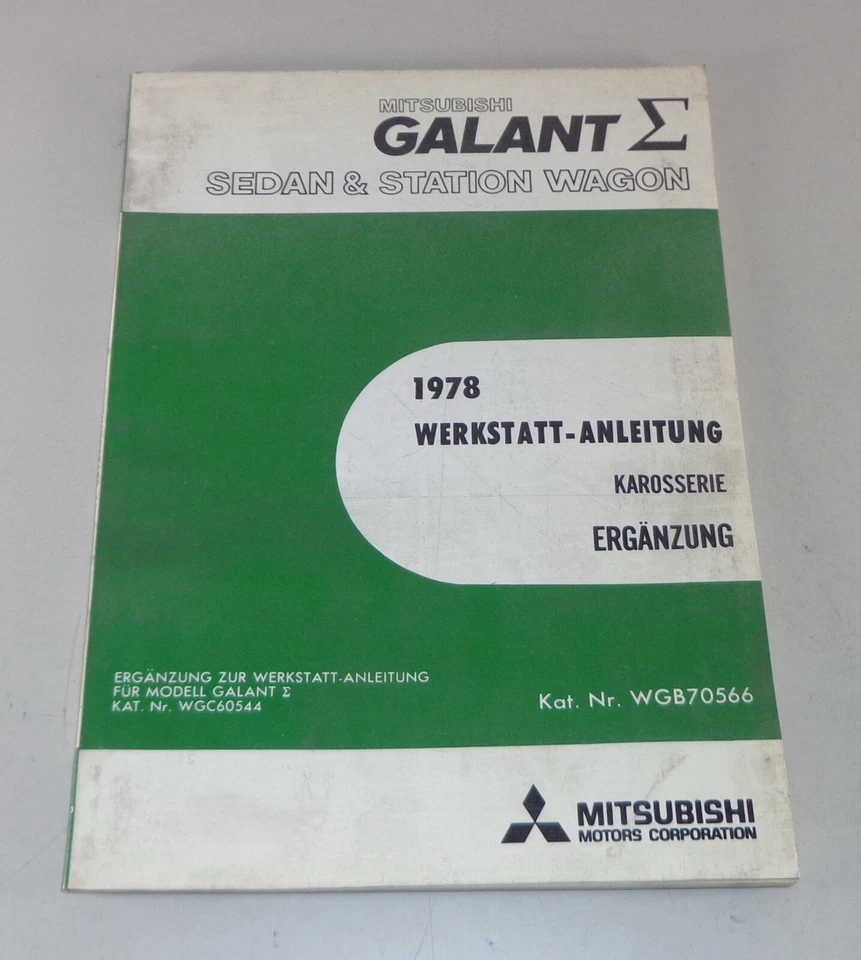 MITSUBISHI
GALANT Σ
SEDAN & STATION WAGON
1978
WERKSTATT-ANLEITUNG
KAROSSERIE
ERGÄNZUNG
ERGÄNZUNG ZUR WERKSTATT-ANLEITUNG
FÜR MODELL GALANT Σ
KAT. Nr. WGC60544
Kat. Nr. WGB70566
MITSUBISHI
MOTORS CORPORATION